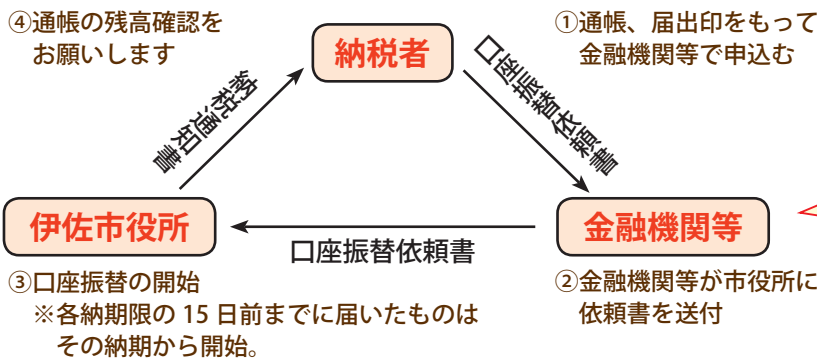 ④通帳の残高確認を
お願いします
納税者
①通帳、届出印をもって
金融機関等で申込む
納税通知書
口座振替依頼書
伊佐市役所
口座振替依頼書
金融機関等
③口座振替の開始
※各納期限の 15 日前までに届いたものは
その納期から開始。
②金融機関等が市役所に
依頼書を送付